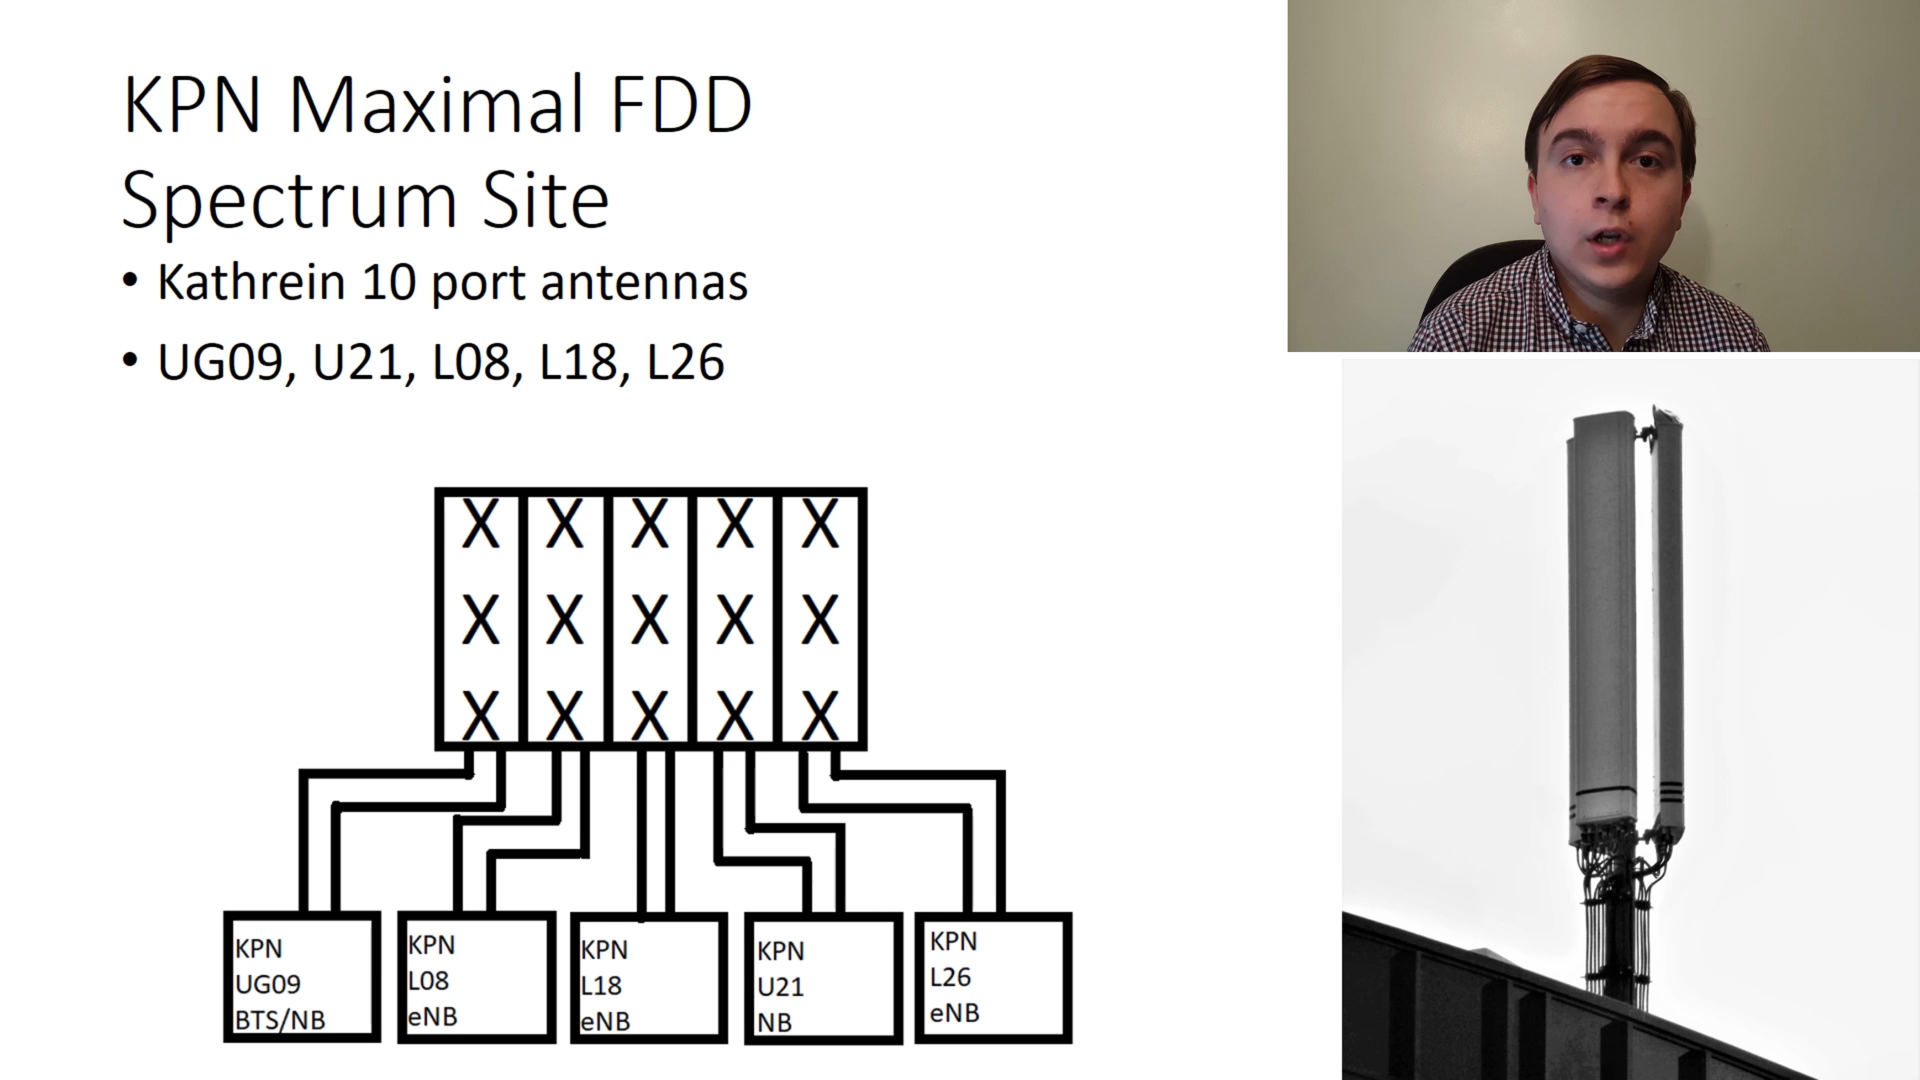 KPN Maximal FDD
Spectrum Site
• Kathrein 10 port antennas
• UG09, U21, L08, L18, L26
X X X X X
X X X X X
X X X X X
KPN
UG09
BTS/NB
KPN
L08
eNB
KPN
L18
eNB
KPN
U21
NB
KPN
L26
eNB